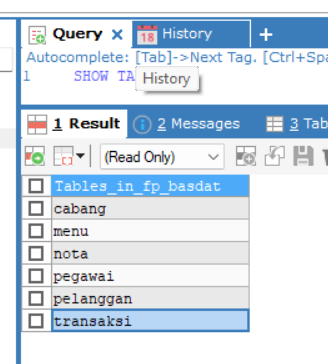 Query History
Autocomplete: [Tab]->Next Tag. [Ctrl+Spa
1 SHOW TA
History
1 Result 2 Messages 3 Tab
(Read Only)
Tables_in_fp_basdat
cabang
menu
nota
pegawai
pelanggan
transaksi